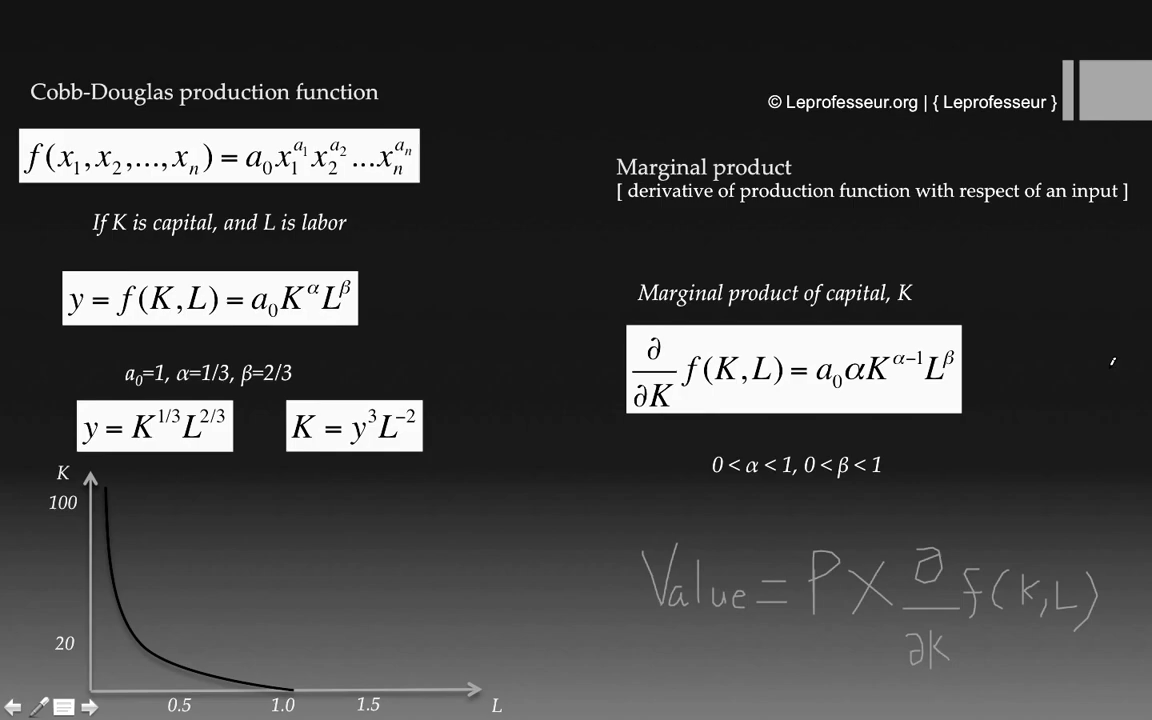 Cobb-Douglas production function
f(x₁, x₂,..., xₙ) = a₀x₁^{a₁}x₂^{a₂}...xₙ^{aₙ}
If K is capital, and L is labor
y = f(K, L) = a₀K^α L^β
a₀=1, α=1/3, β=2/3
y = K^{1/3}L^{2/3}
K = y³L⁻²
K
100
20
0.5
1.0
1.5
L
© Leprofesseur.org | { Leprofesseur }
Marginal product
[ derivative of production function with respect of an input ]
Marginal product of capital, K
∂/∂K f(K, L) = a₀αK^{α−1}L^β
0 < α < 1, 0 < β < 1
Value = P X ∂/∂K f(K,L)